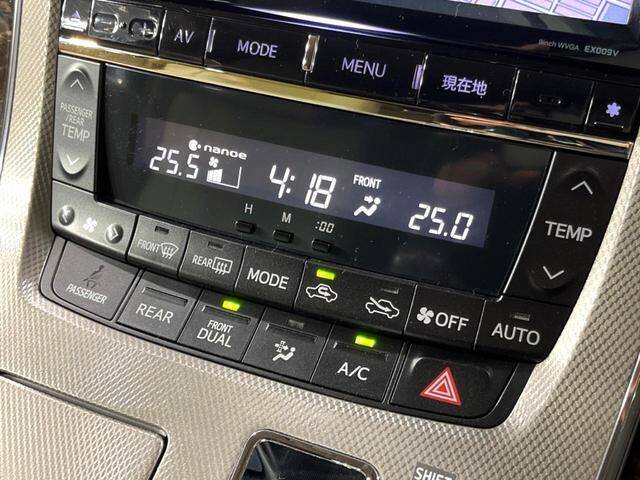 9inch WVGA EX009V
AV
MODE
MENU
現在地
PASSENGER
/REAR
TEMP
nanoe
25.5
4:18
FRONT
25.0
TEMP
H M :00
FRONT
REAR
MODE
OFF
AUTO
PASSENGER
REAR
FRONT
DUAL
A/C
SHIFT